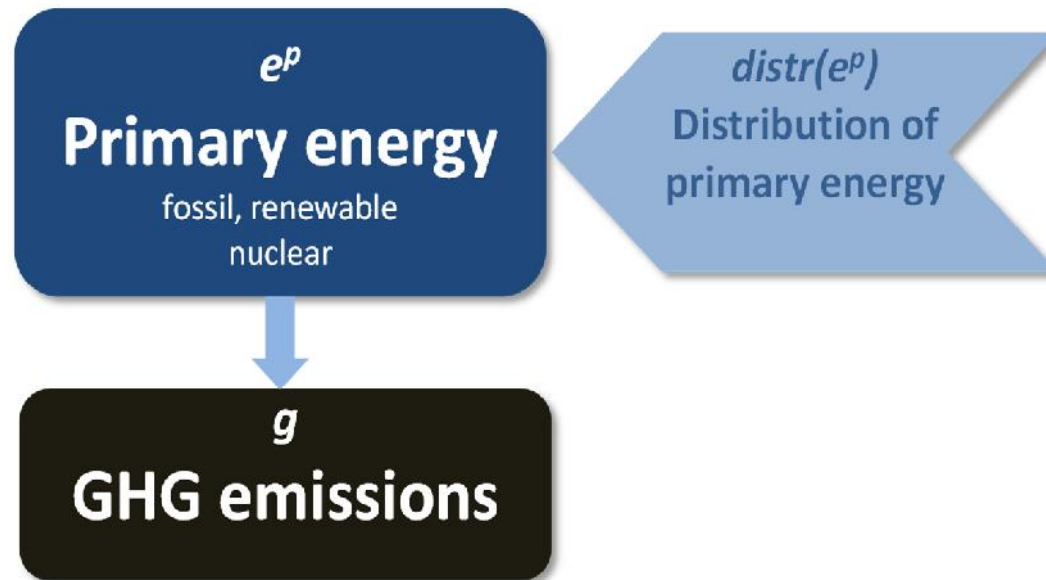 e^p
Primary energy
fossil, renewable
nuclear
distr(e^p)
Distribution of
primary energy
g
GHG emissions